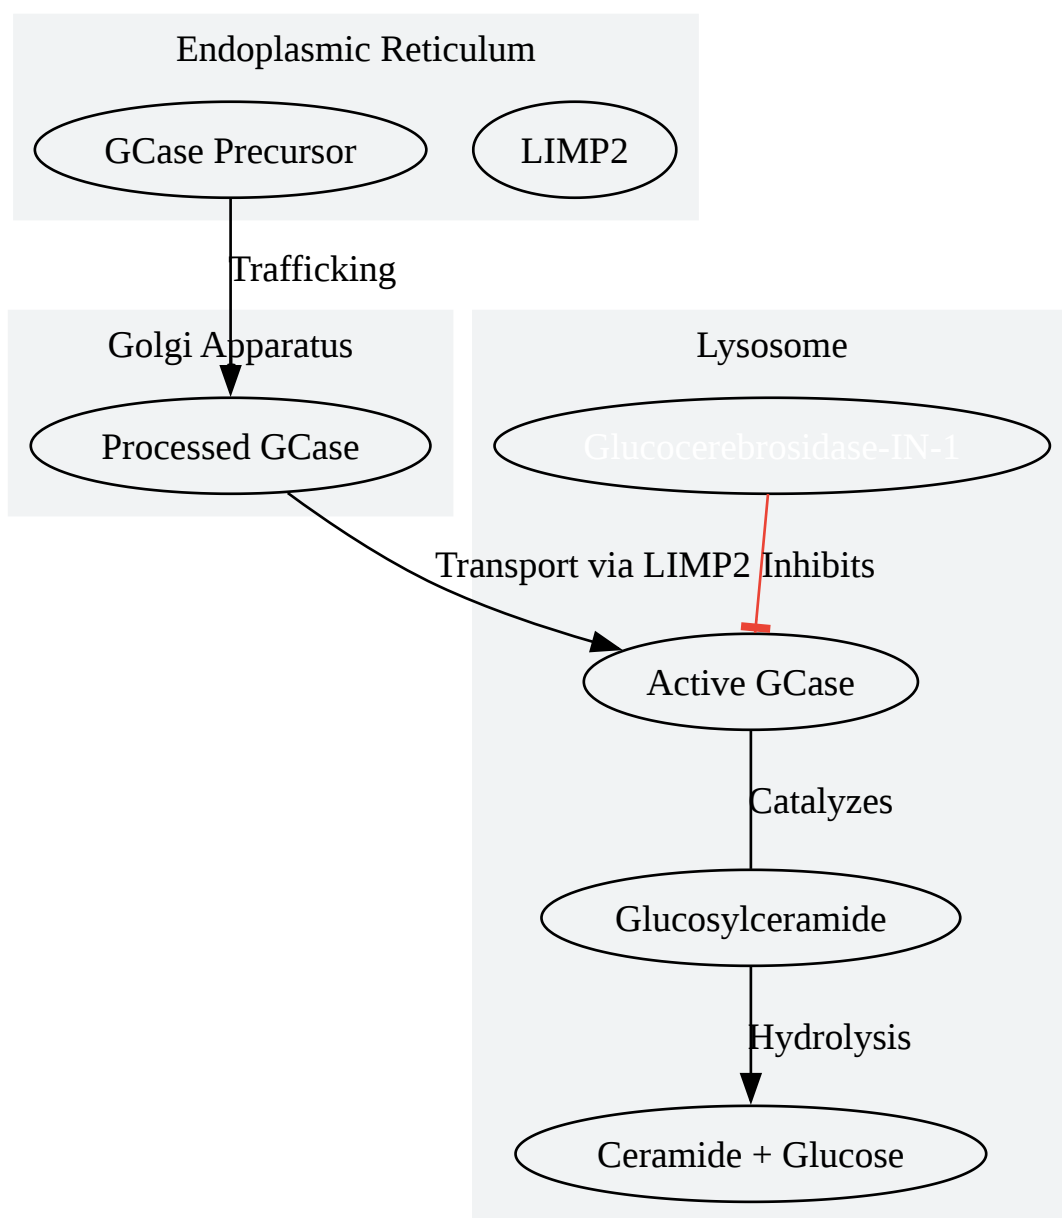 Endoplasmic Reticulum
GCase Precursor
LIMP2
Trafficking
Golgi Apparatus
Lysosome
Processed GCase
Glucocerebrosidase-IN-1
Transport via LIMP2
Inhibits
Active GCase
Catalyzes
Glucosylceramide
Hydrolysis
Ceramide + Glucose